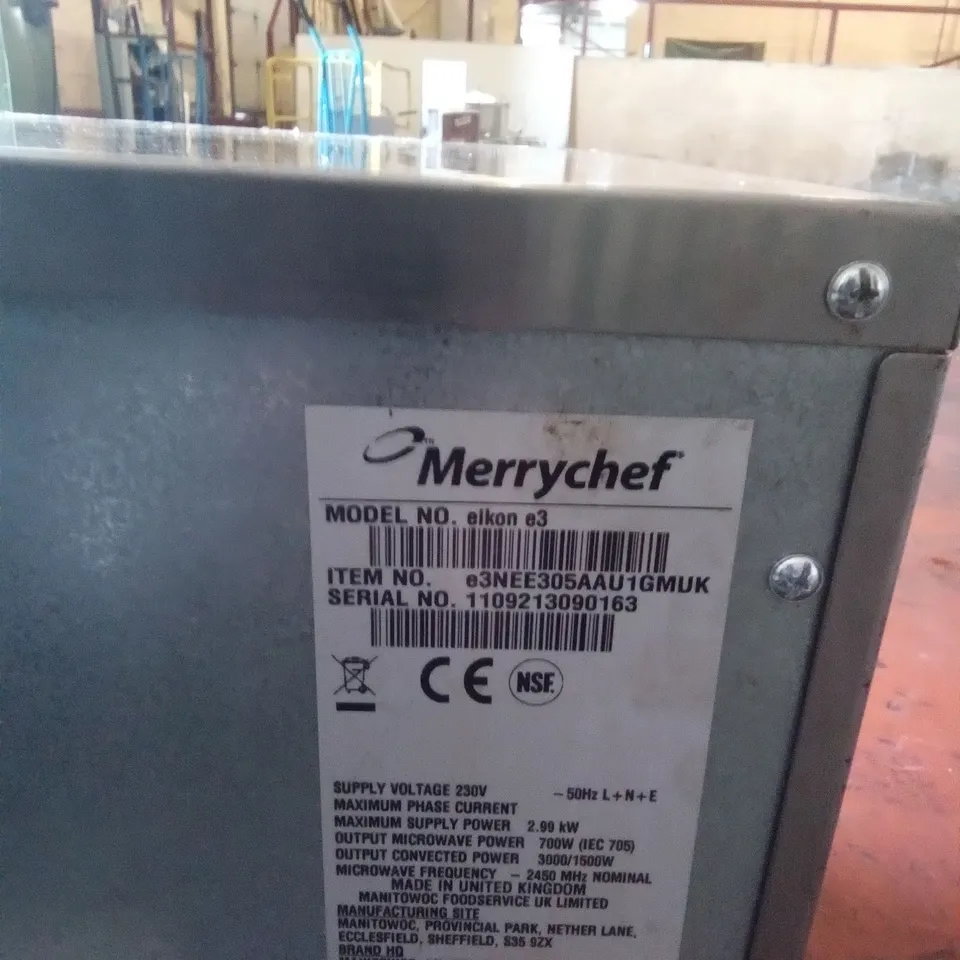 Merrychef
MODEL NO. eikon e3
ITEM NO. e3NEE305AAU1GMUK
SERIAL NO. 1109213090163
CE NSF.
SUPPLY VOLTAGE 230V ~ 50Hz L+N+E
MAXIMUM PHASE CURRENT
MAXIMUM SUPPLY POWER 2.99 kW
OUTPUT MICROWAVE POWER 700W (IEC 705)
OUTPUT CONVECTED POWER 3000/1500W
MICROWAVE FREQUENCY ~ 2450 MHz NOMINAL
MADE IN UNITED KINGDOM
MANITOWOC FOODSERVICE UK LIMITED
MANUFACTURING SITE
MANITOWOC, PROVINCIAL PARK, NETHER LANE,
ECCLESFIELD, SHEFFIELD, S35 9ZX
BRAND HQ